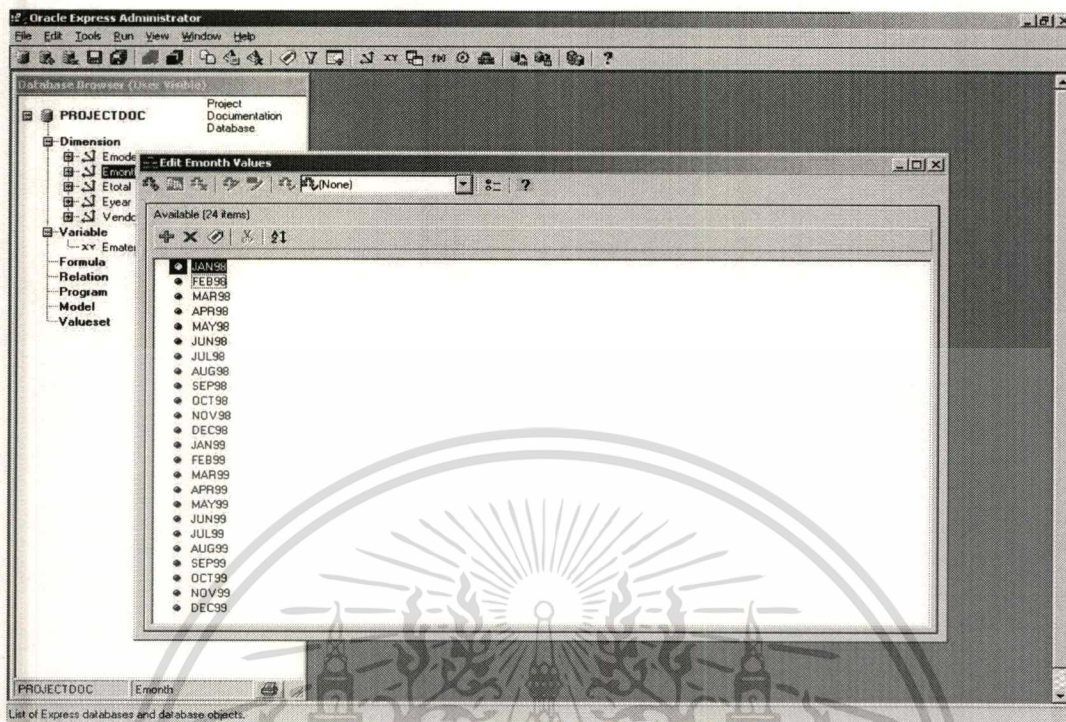 Oracle Express Administrator
File Edit Tools Run View Window Help
Database Browser (User Visible)
PROJECTDOC
Project
Documentation
Database
Dimension
Emode
Emont
Etotal
Eyear
Vendo
Variable
XY Emater
Formula
Relation
Program
Model
Valueset
Edit Emonth Values
(None)
Available (24 items)
JAN98
FEB98
MAR98
APR98
MAY98
JUN98
JUL98
AUG98
SEP98
OCT98
NOV98
DEC98
JAN99
FEB99
MAR99
APR99
MAY99
JUN99
JUL99
AUG99
SEP99
OCT99
NOV99
DEC99
PROJECTDOC Emonth
List of Express databases and database objects.